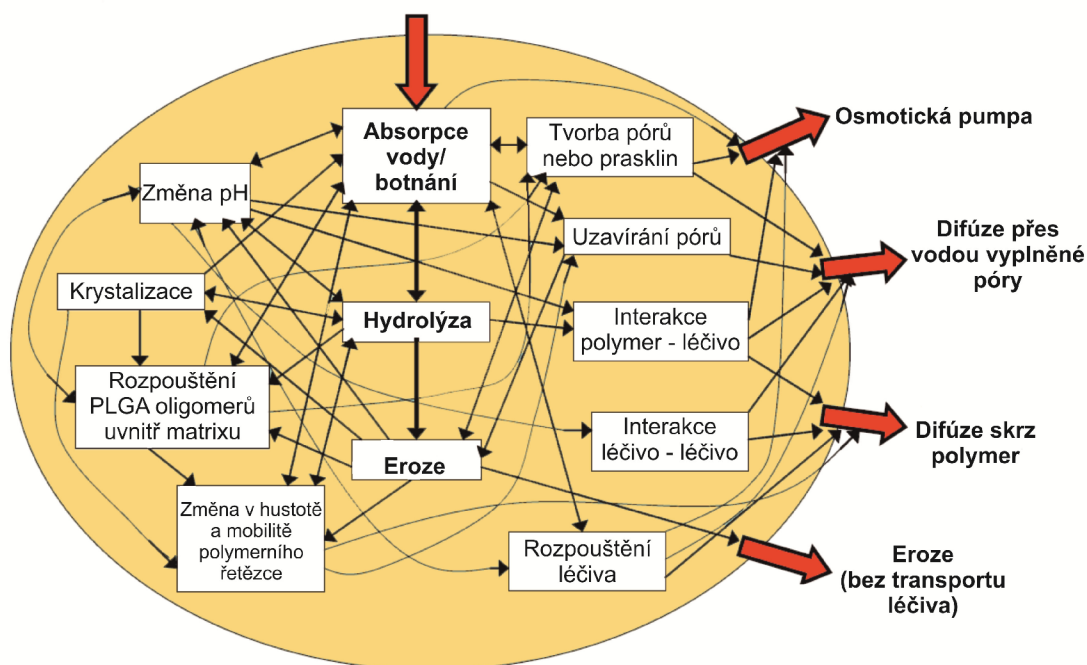 Absorpce
vody/
botnání
Tvorba pórů
nebo prasklin
Osmotická pumpa
Změna pH
Uzavírání pórů
Difúze přes
vodou vyplněné
póry
Krystalizace
Hydrolýza
Interakce
polymer - léčivo
Rozpouštění
PLGA oligomerů
uvnitř matrixu
Interakce
léčivo - léčivo
Difúze skrz
polymer
Eroze
Změna v hustotě
a mobilitě
polymerního
řetězce
Rozpouštění
léčiva
Eroze
(bez transportu
léčiva)